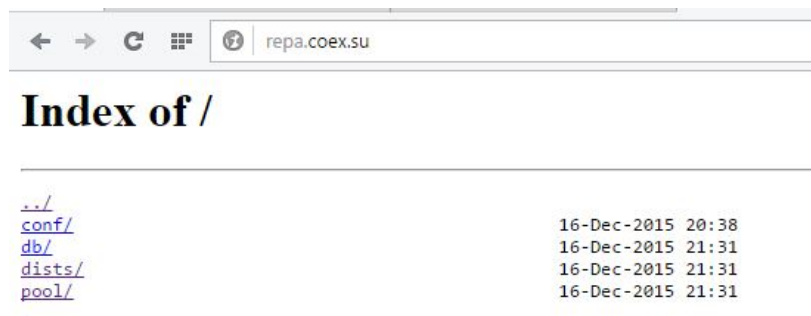 repa.coex.su
Index of /
../
conf/ 16-Dec-2015 20:38
db/ 16-Dec-2015 21:31
dists/ 16-Dec-2015 21:31
pool/ 16-Dec-2015 21:31